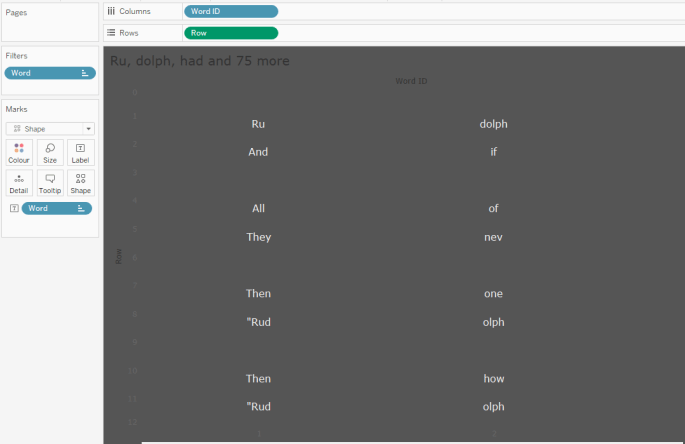 Pages
Columns
Word ID
Rows
Row
Filters
Word
Marks
Shape
Colour
Size
Label
Detail
Tooltip
Shape
Word
Ru, dolph, had and 75 more
Word ID
0
1
Ru dolph
2
And if
3
4
All of
5
They nev
Row
6
7
Then one
8
"Rud olph
9
10
Then how
11
"Rud olph
12
1 2